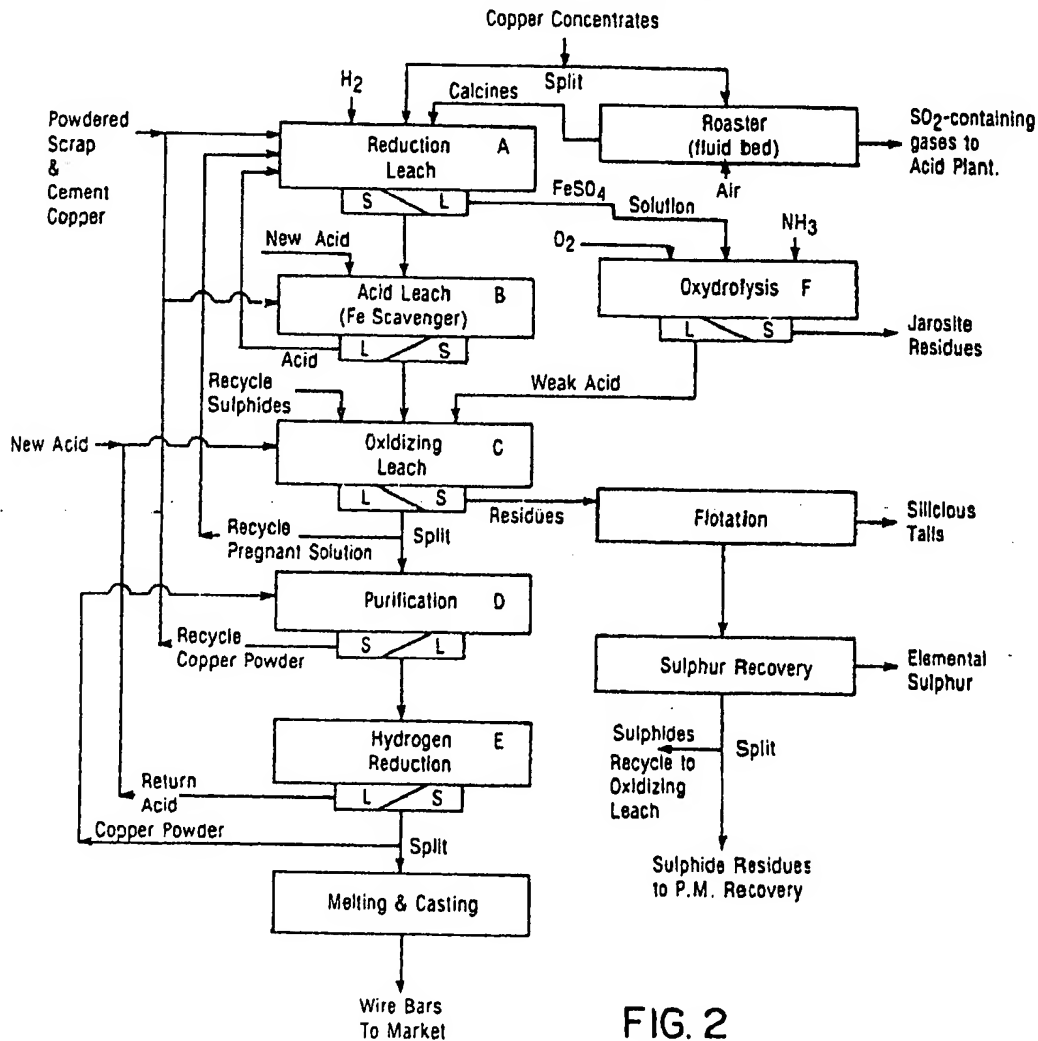 Copper Concentrates
H2
Split
Calcines
Powdered
Scrap
&
Cement
Copper
Reduction A
Leach
S L
Roaster
(fluid bed)
SO2-containing
gases to
Acid Plant.
Air
FeSO4
Solution
New Acid
O2
NH3
Acid Leach B
(Fe Scavenger)
L S
Acid
Oxydrolysis F
L S
Jarosite
Residues
Weak Acid
Recycle
Sulphides
New Acid
Oxidizing C
Leach
L S
Residues
Flotation
Silicious
Tails
Recycle
Pregnant Solution
Split
Purification D
S L
Recycle
Copper Powder
Sulphur Recovery
Elemental
Sulphur
Hydrogen E
Reduction
L S
Return
Acid
Copper Powder
Split
Sulphides
Recycle to
Oxidizing
Leach
Split
Sulphide Residues
to P.M. Recovery
Melting & Casting
Wire Bars
To Market
FIG. 2